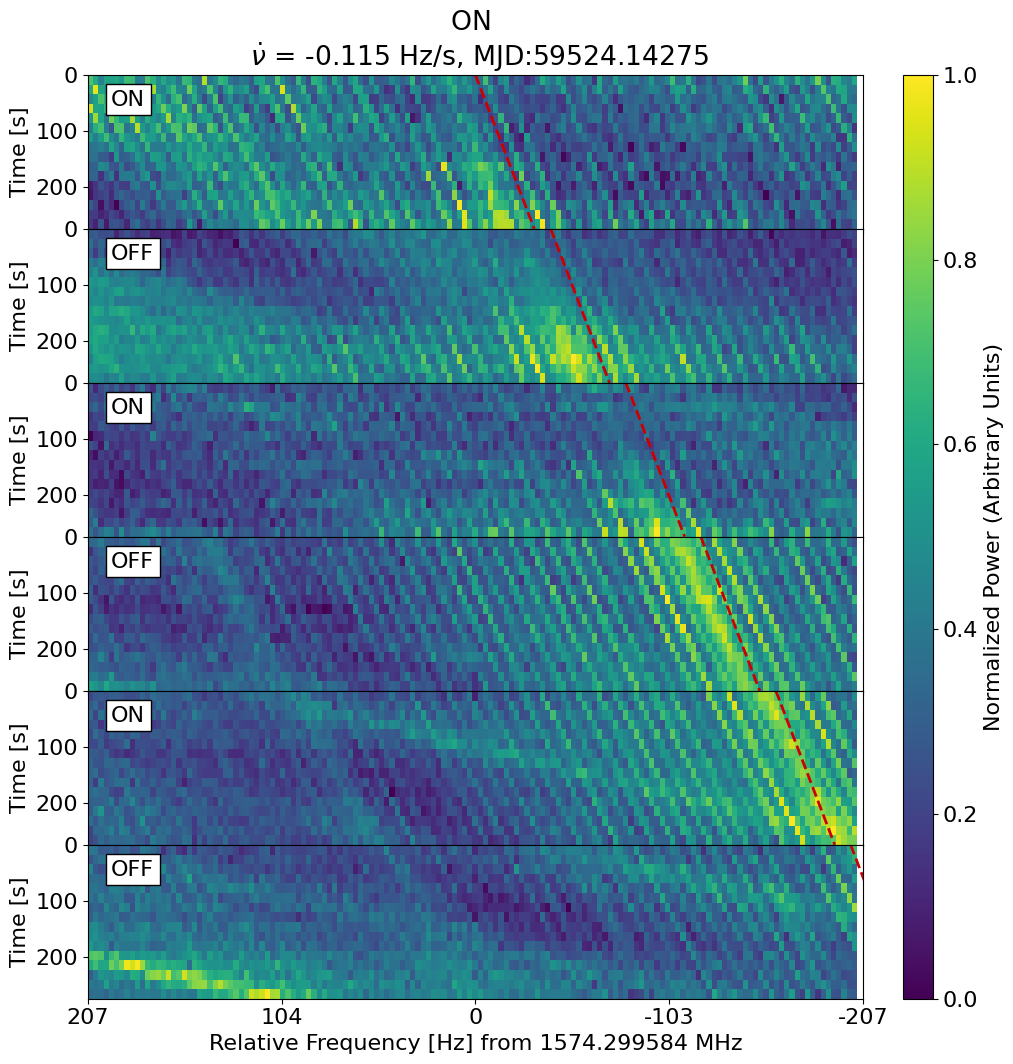 ON
ν̇ = -0.115 Hz/s, MJD:59524.14275
0
100
200
Time [s]
ON
0
100
200
Time [s]
OFF
0
100
200
Time [s]
ON
0
100
200
Time [s]
OFF
0
100
200
Time [s]
ON
0
100
200
Time [s]
OFF
207
104
0
-103
-207
Relative Frequency [Hz] from 1574.299584 MHz
1.0
0.8
0.6
0.4
0.2
0.0
Normalized Power (Arbitrary Units)